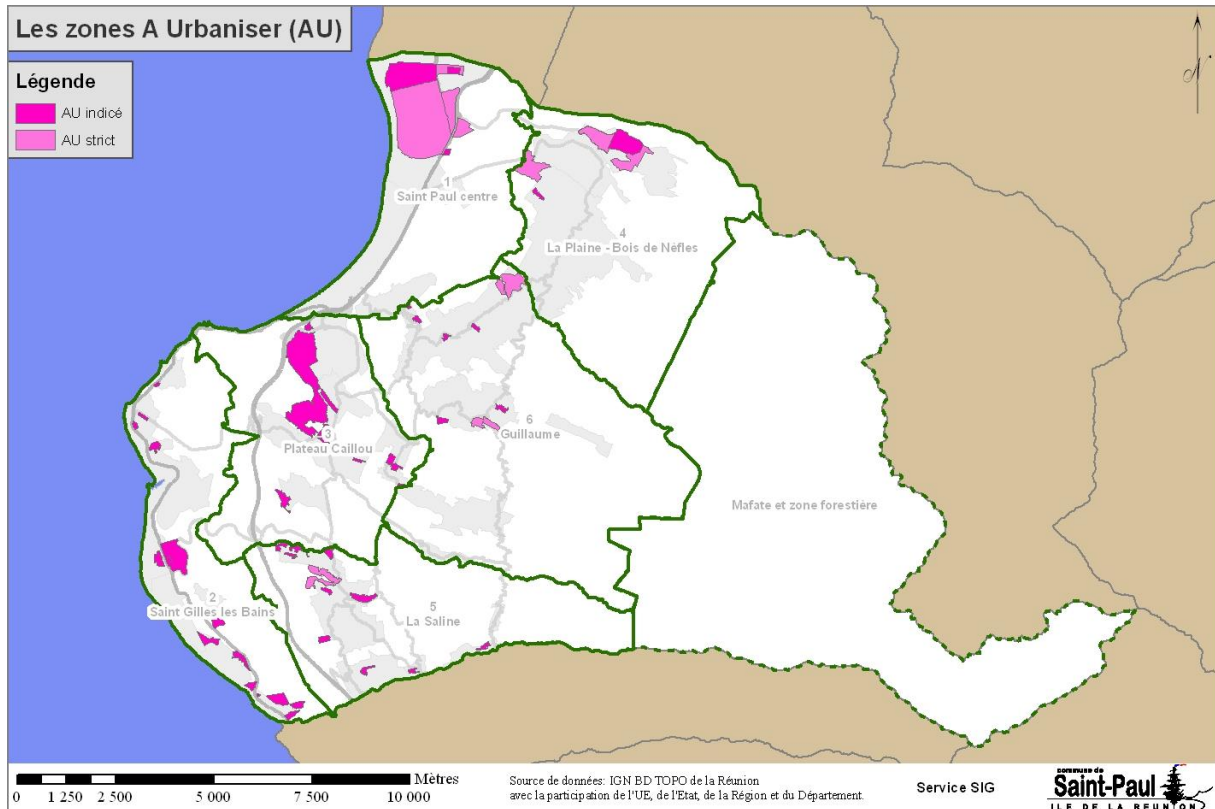 Les zones A Urbaniser (AU)
Légende
AU indicé
AU strict
N
1
Saint Paul centre
4
La Plaine - Bois de Nèfles
6
Guillaume
3
Plateau Caillou
Mafate et zone forestière
2
Saint Gilles les Bains
5
La Saline
Mètres
0 1 250 2 500 5 000 7 500 10 000
Source de données: IGN BD TOPO de la Réunion
avec la participation de l'UE, de l'Etat, de la Région et du Département.
Service SIG
commune de
Saint-Paul
ILE DE LA REUNION